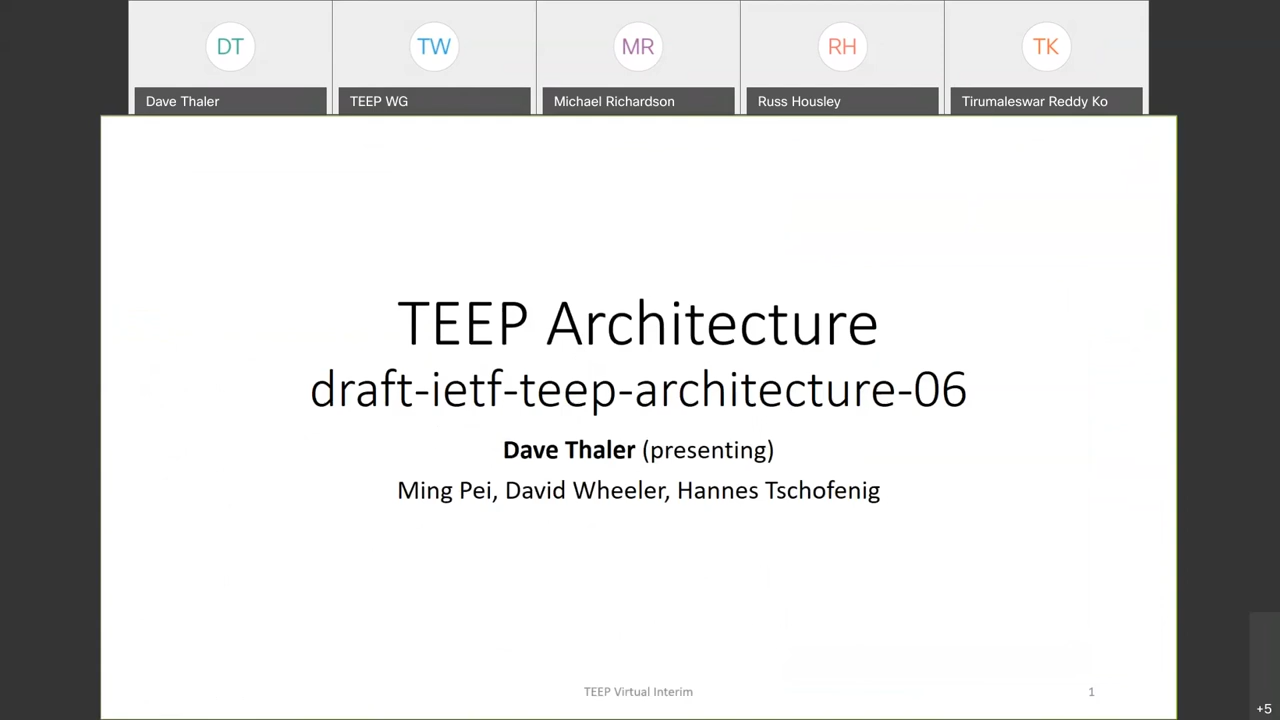 DT
TW
MR
RH
TK
Dave Thaler
TEEP WG
Michael Richardson
Russ Housley
Tirumaleswar Reddy Ko
TEEP Architecture
draft-ietf-teep-architecture-06
Dave Thaler (presenting)
Ming Pei, David Wheeler, Hannes Tschofenig
TEEP Virtual Interim
1
+5